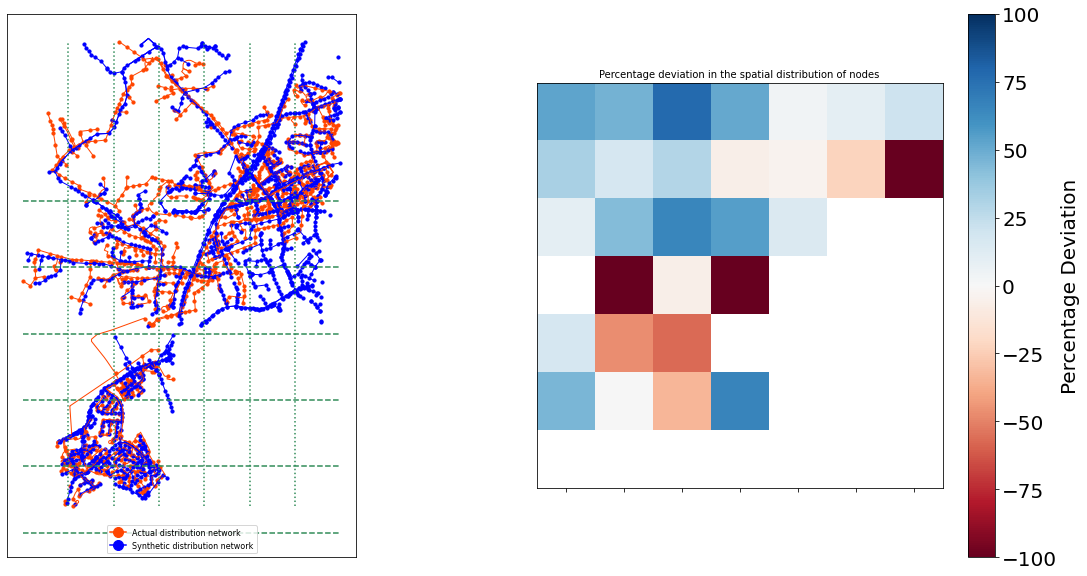 Actual distribution network
Synthetic distribution network
Percentage deviation in the spatial distribution of nodes
100
75
50
25
0
−25
−50
−75
−100
Percentage Deviation